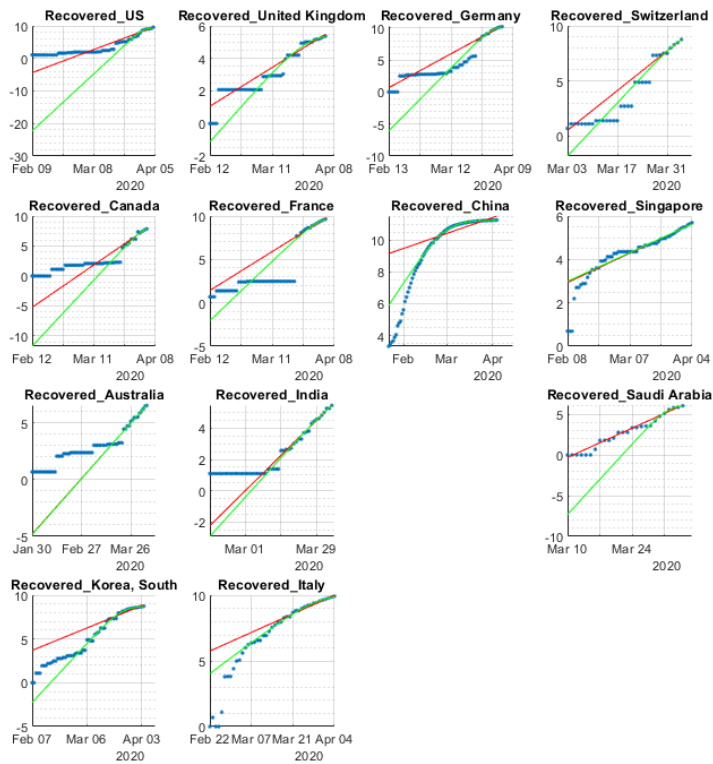 Recovered_US
10
0
-10
-20
-30
Feb 09 Mar 08 Apr 05
2020
Recovered_United Kingdom
6
4
2
0
-2
Feb 12 Mar 11 Apr 08
2020
Recovered_Germany
10
5
0
-5
-10
Feb 13 Mar 12 Apr 09
2020
Recovered_Switzerland
10
5
0
Mar 03 Mar 17 Mar 31
2020
Recovered_Canada
10
5
0
-5
-10
Feb 12 Mar 11 Apr 08
2020
Recovered_France
10
5
0
-5
Feb 12 Mar 11 Apr 08
2020
Recovered_China
10
8
6
4
Feb Mar Apr
2020
Recovered_Singapore
6
4
2
0
Feb 08 Mar 07 Apr 04
2020
Recovered_Australia
5
0
-5
Jan 30 Feb 27 Mar 26
2020
Recovered_India
4
2
0
-2
Mar 01 Mar 29
2020
Recovered_Saudi Arabia
5
0
-5
-10
Mar 10 Mar 24
2020
Recovered_Korea, South
10
5
0
-5
Feb 07 Mar 06 Apr 03
2020
Recovered_Italy
10
5
0
Feb 22 Mar 07 Mar 21 Apr 04
2020